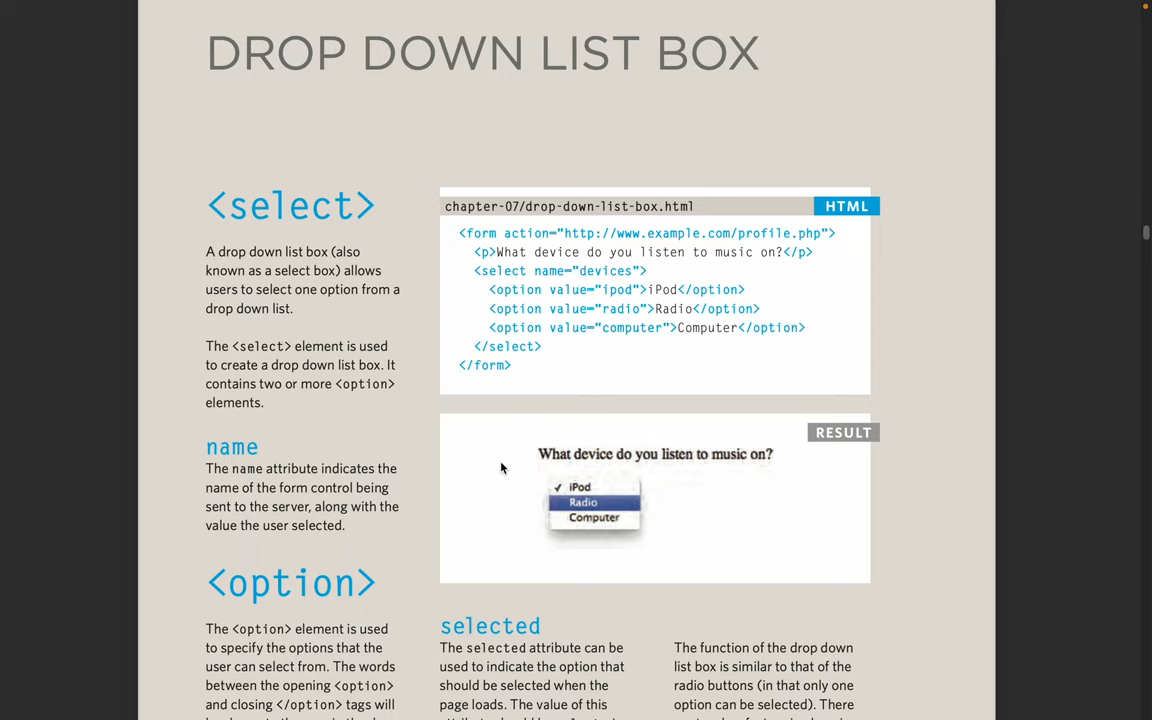 DROP DOWN LIST BOX
<select>
A drop down list box (also
known as a select box) allows
users to select one option from a
drop down list.
The <select> element is used
to create a drop down list box. It
contains two or more <option>
elements.
name
The name attribute indicates the
name of the form control being
sent to the server, along with the
value the user selected.
<option>
The <option> element is used
to specify the options that the
user can select from. The words
between the opening <option>
and closing </option> tags will
chapter-07/drop-down-list-box.html
HTML
<form action="http://www.example.com/profile.php">
<p>What device do you listen to music on?</p>
<select name="devices">
<option value="ipod">iPod</option>
<option value="radio">Radio</option>
<option value="computer">Computer</option>
</select>
</form>
RESULT
What device do you listen to music on?
✓ iPod
Radio
Computer
selected
The selected attribute can be
used to indicate the option that
should be selected when the
page loads. The value of this
The function of the drop down
list box is similar to that of the
radio buttons (in that only one
option can be selected). There